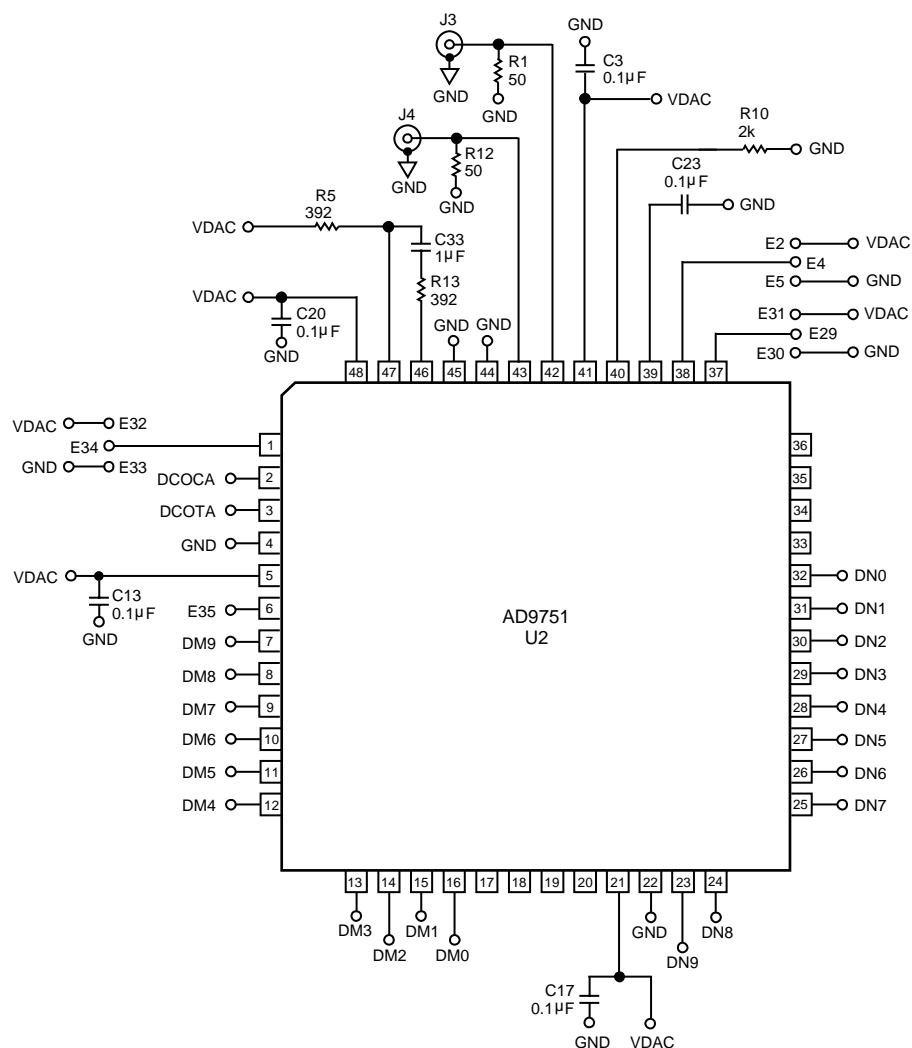 J3
GND
R1
50
GND
GND
C3
0.1µF
VDAC
J4
GND
R12
50
GND
R10
2k
GND
C23
0.1µF
GND
VDAC
R5
392
C33
1µF
R13
392
E2
VDAC
E4
E5
GND
E31
VDAC
E29
E30
GND
VDAC
C20
0.1µF
GND
GND
GND
48
47
46
45
44
43
42
41
40
39
38
37
VDAC
E32
E34
GND
E33
DCOCA
DCOTA
GND
VDAC
C13
0.1µF
GND
E35
DM9
DM8
DM7
DM6
DM5
DM4
1
2
3
4
5
6
7
8
9
10
11
12
AD9751
U2
36
35
34
33
32
31
30
29
28
27
26
25
DN0
DN1
DN2
DN3
DN4
DN5
DN6
DN7
13
14
15
16
17
18
19
20
21
22
23
24
DM3
DM2
DM1
DM0
GND
DN9
DN8
C17
0.1µF
GND
VDAC